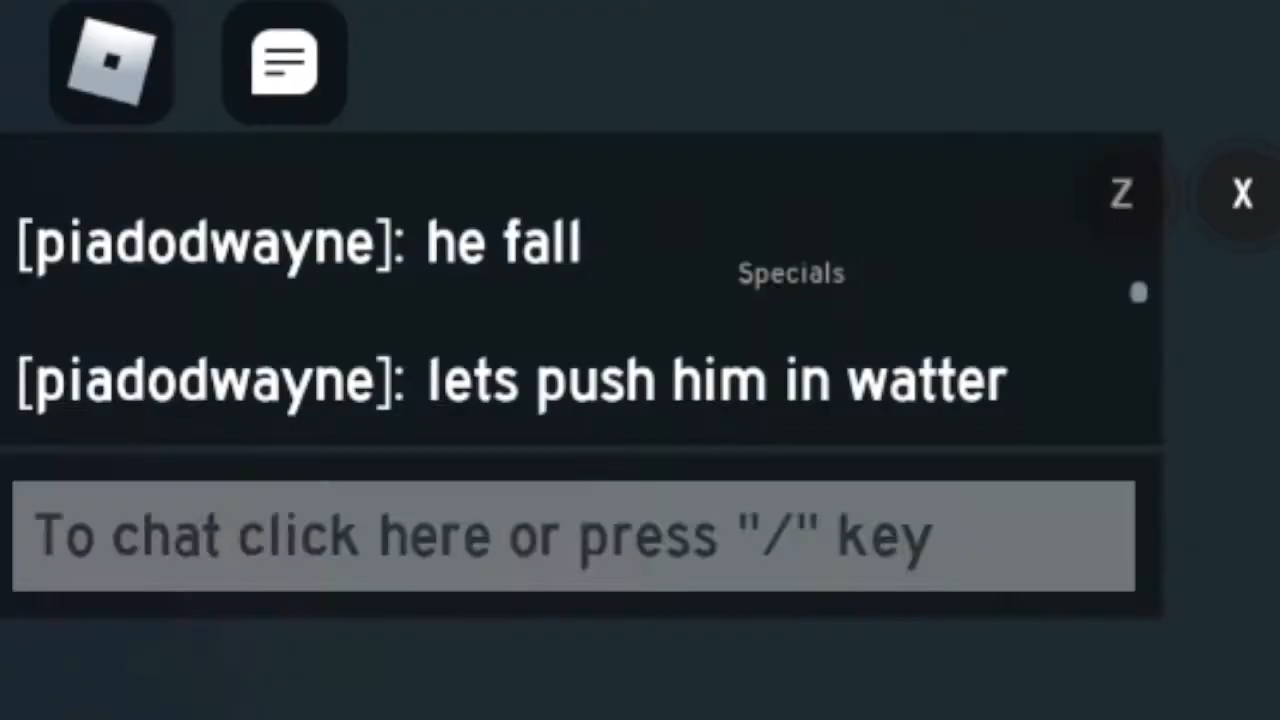 Z X
[piadodwayne]: he fall
Specials
[piadodwayne]: lets push him in watter
To chat click here or press "/" key